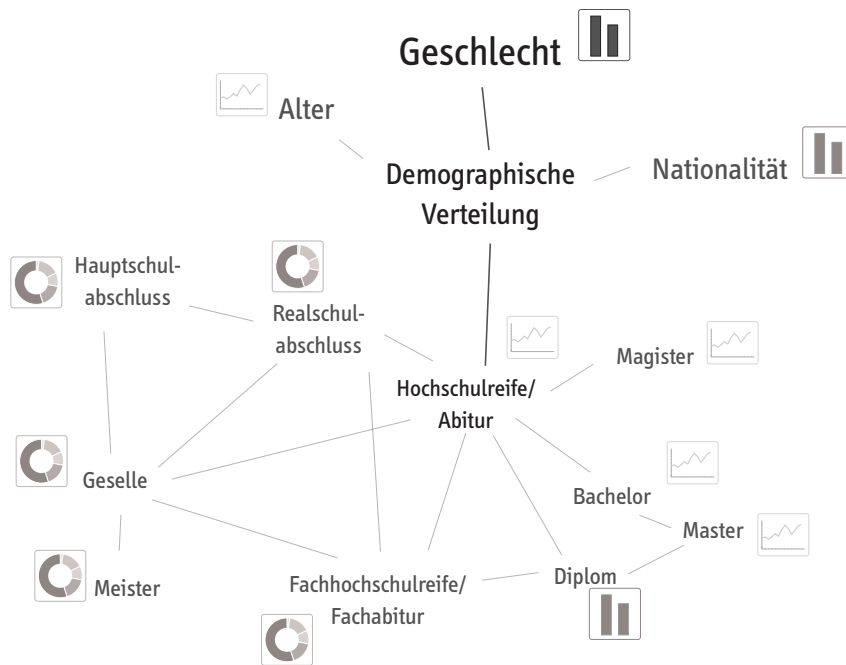 Geschlecht
Alter
Demographische
Verteilung
Nationalität
Hauptschul-
abschluss
Realschul-
abschluss
Magister
Hochschulreife/
Abitur
Geselle
Bachelor
Master
Meister
Fachhochschulreife/
Fachabitur
Diplom